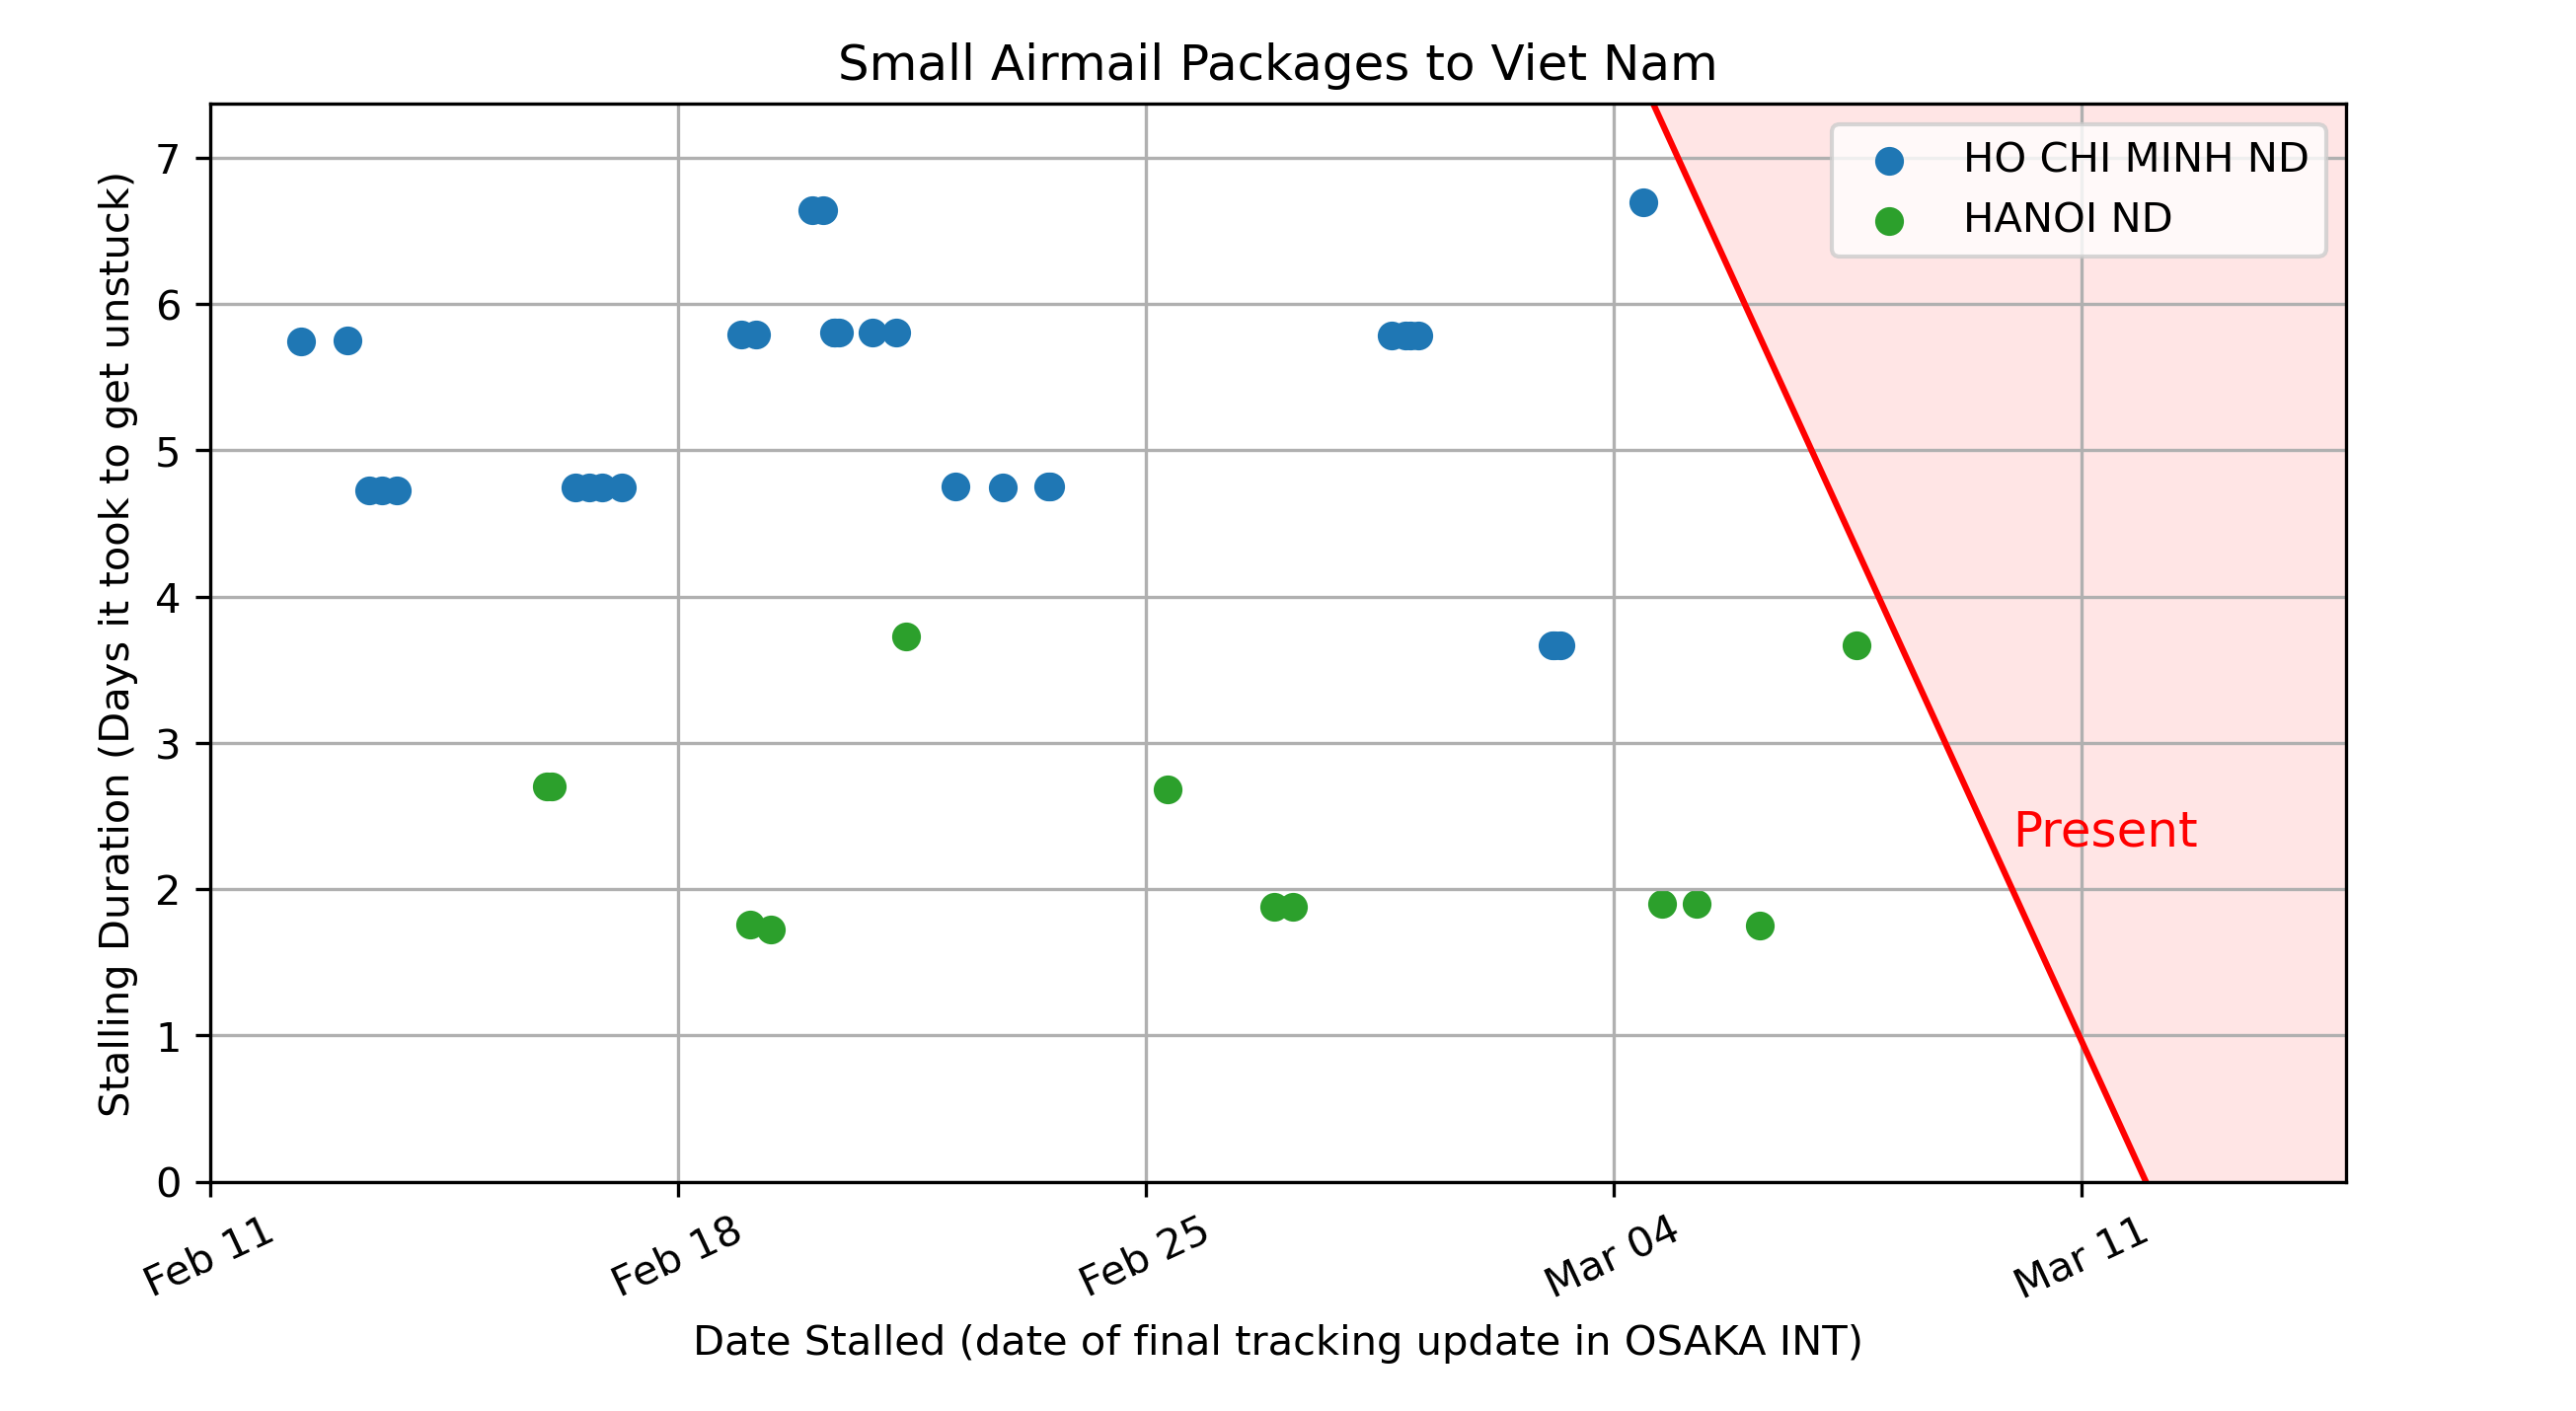 Small Airmail Packages to Viet Nam
Stalling Duration (Days it took to get unstuck)
7
6
5
4
3
2
1
0
HO CHI MINH ND
HANOI ND
Present
Feb 11
Feb 18
Feb 25
Mar 04
Mar 11
Date Stalled (date of final tracking update in OSAKA INT)